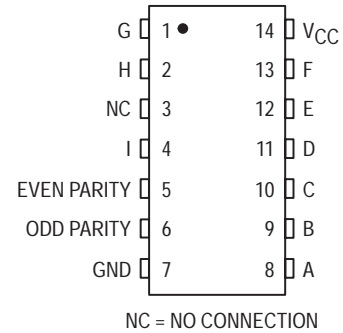 G 1 14 VCC
H 2 13 F
NC 3 12 E
I 4 11 D
EVEN PARITY 5 10 C
ODD PARITY 6 9 B
GND 7 8 A
NC = NO CONNECTION